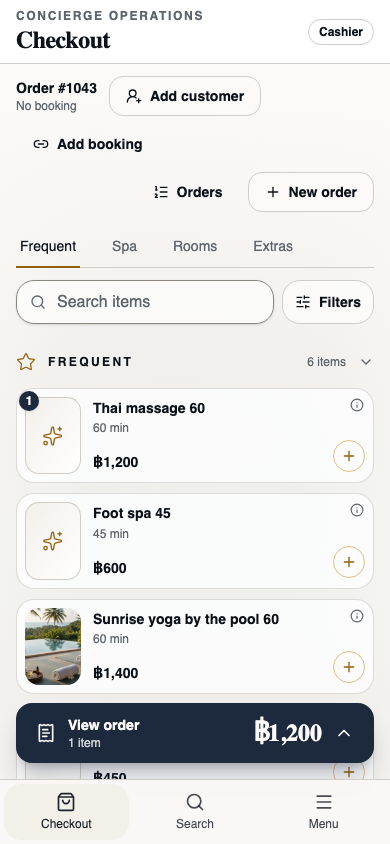 CONCIERGE OPERATIONS
Checkout
Cashier
Order #1043
No booking
Add customer
Add booking
Orders
New order
Frequent
Spa
Rooms
Extras
Search items
Filters
FREQUENT
6 items
1
Thai massage 60
60 min
฿1,200
Foot spa 45
45 min
฿600
Sunrise yoga by the pool 60
60 min
฿1,400
View order
1 item
฿1,200
฿450
Checkout
Search
Menu